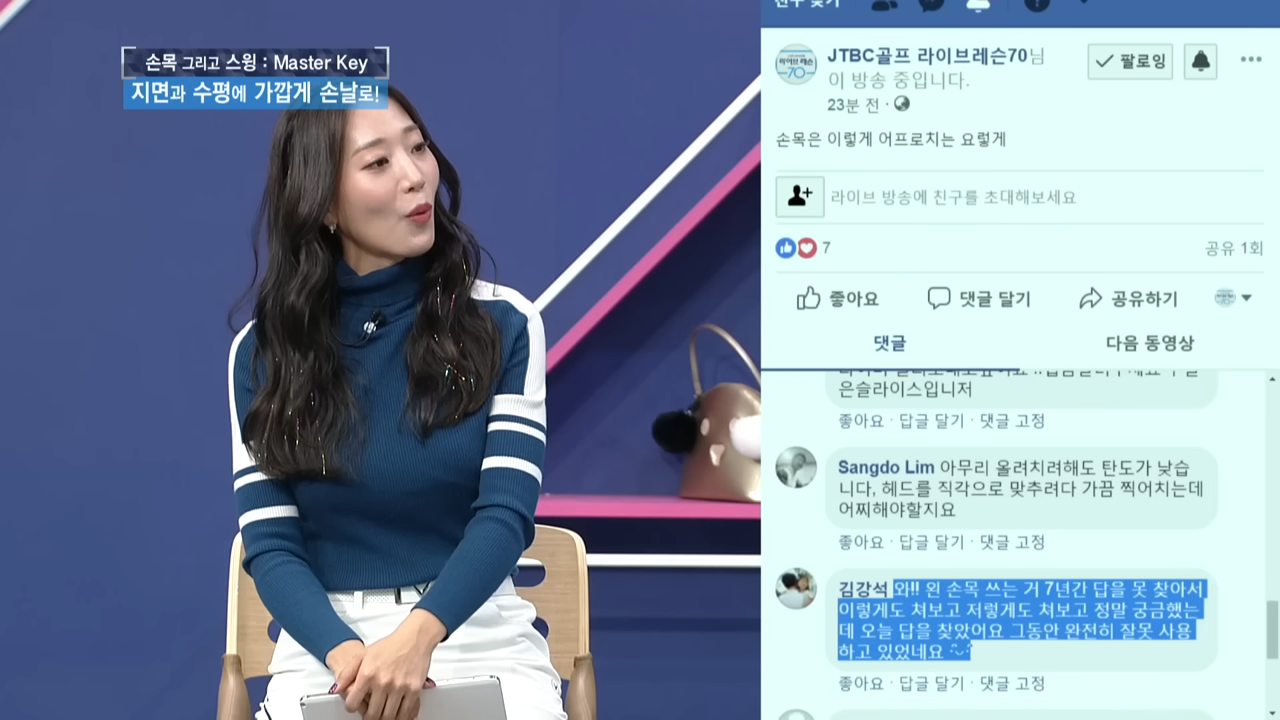 손목 그리고 스윙 : Master Key
지면과 수평에 가깝게 손날로!
친구 찾기
JTBC골프 라이브레슨70님
이 방송 중입니다.
23분 전 ·
팔로잉
라이브레슨
70
손목은 이렇게 어프로치는 요렇게
라이브 방송에 친구를 초대해보세요
7
공유 1회
좋아요
댓글 달기
공유하기
댓글
다음 동영상
은슬라이스입니저
좋아요 · 답글 달기 · 댓글 고정
Sangdo Lim 아무리 올려치려해도 탄도가 낮습
니다, 헤드를 직각으로 맞추려다 가끔 찍어치는데
어찌해야할지요
좋아요 · 답글 달기 · 댓글 고정
김강석 와!! 왼 손목 쓰는 거 7년간 답을 못 찾아서
이렇게도 쳐보고 저렇게도 쳐보고 정말 궁금했는
데 오늘 답을 찾았어요 그동안 완전히 잘못 사용
하고 있었네요 ^^;
좋아요 · 답글 달기 · 댓글 고정